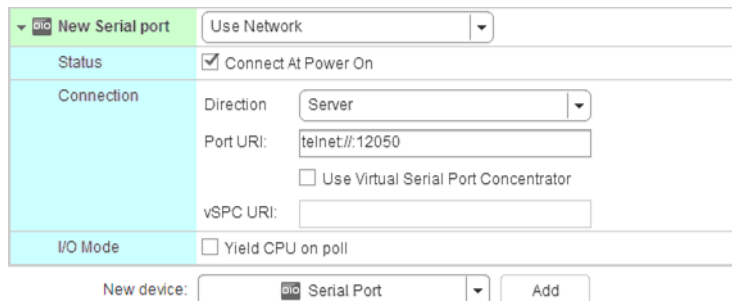 New Serial port Use Network
Status Connect At Power On
Connection Direction Server
Port URI: telnet://:12050
Use Virtual Serial Port Concentrator
vSPC URI:
I/O Mode Yield CPU on poll
New device: Serial Port Add